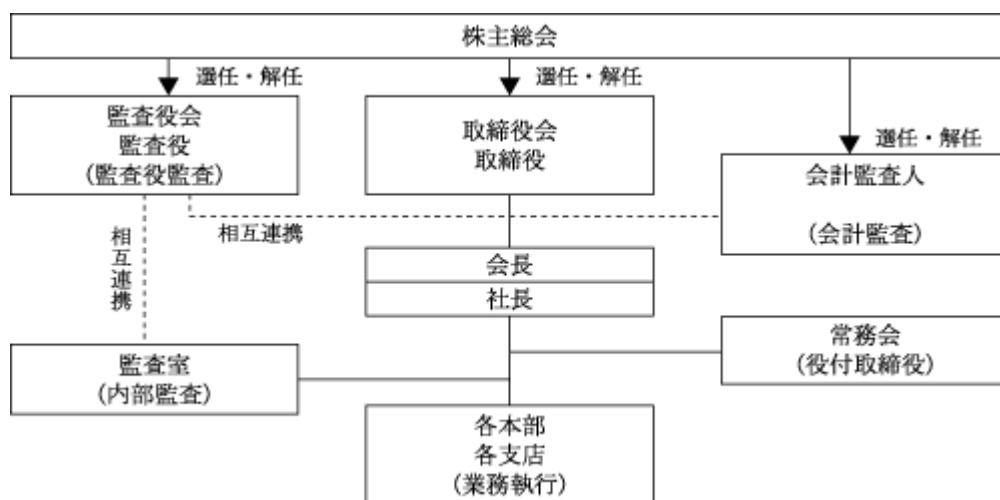 株主総会
選任・解任
選任・解任
監査役会
監査役
(監査役監査)
取締役会
取締役
選任・解任
会計監査人
(会計監査)
相互連携
相互連携
会長
社長
監査室
(内部監査)
常務会
(役付取締役)
各本部
各支店
(業務執行)